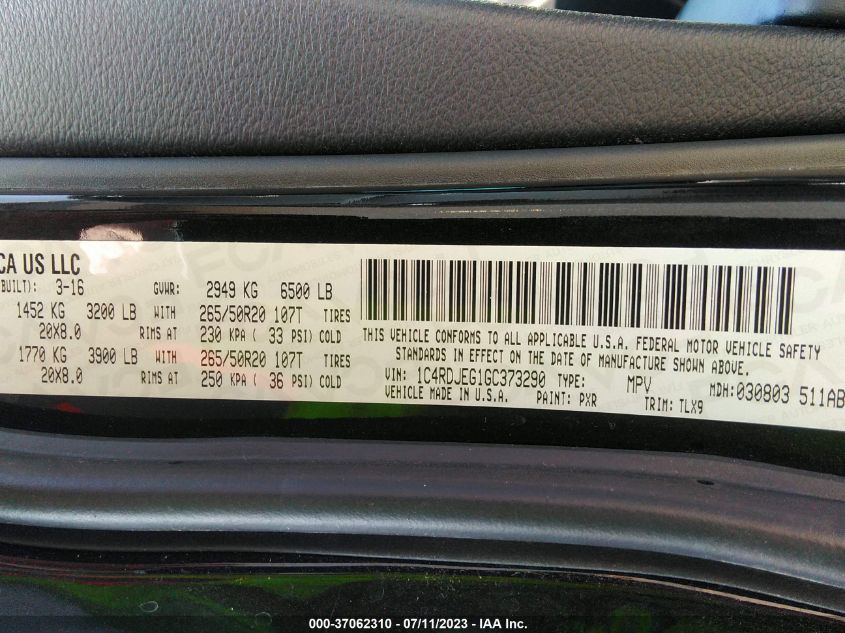 CA US LLC
BUILT): 3-16 GVWR: 2949 KG 6500 LB
1452 KG 3200 LB WITH 265/50R20 107T TIRES
20X8.0 RIMS AT 230 KPA ( 33 PSI) COLD
1770 KG 3900 LB WITH 265/50R20 107T TIRES
20X8.0 RIMS AT 250 KPA ( 36 PSI) COLD
THIS VEHICLE CONFORMS TO ALL APPLICABLE U.S.A. FEDERAL MOTOR VEHICLE SAFETY
STANDARDS IN EFFECT ON THE DATE OF MANUFACTURE SHOWN ABOVE.
VIN: 1C4RDJEG1GC373290 TYPE: MPV MDH:030803 511AB
VEHICLE MADE IN U.S.A. PAINT: PXR TRIM: TLX9
000-37062310 - 07/11/2023 - IAA Inc.